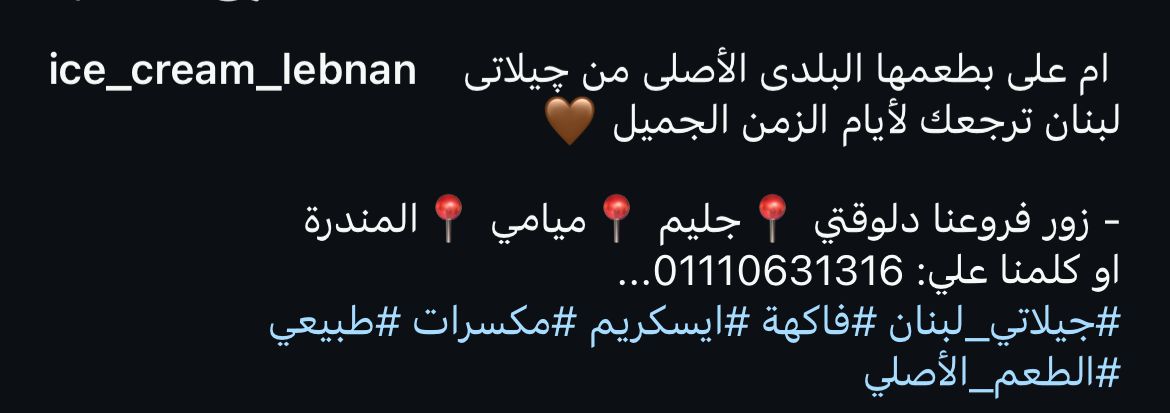 ice_cream_lebnan ام على بطعمها البلدى الأصلى من چيلاتى
لبنان ترجعك لأيام الزمن الجميل 🤎
- زور فروعنا دلوقتي 📍جليم 📍ميامي 📍المندرة
او كلمنا علي: 01110631316...
#جيلاتي_لبنان #فاكهة #ايسكريم #مكسرات #طبيعي
#الطعم_الأصلي